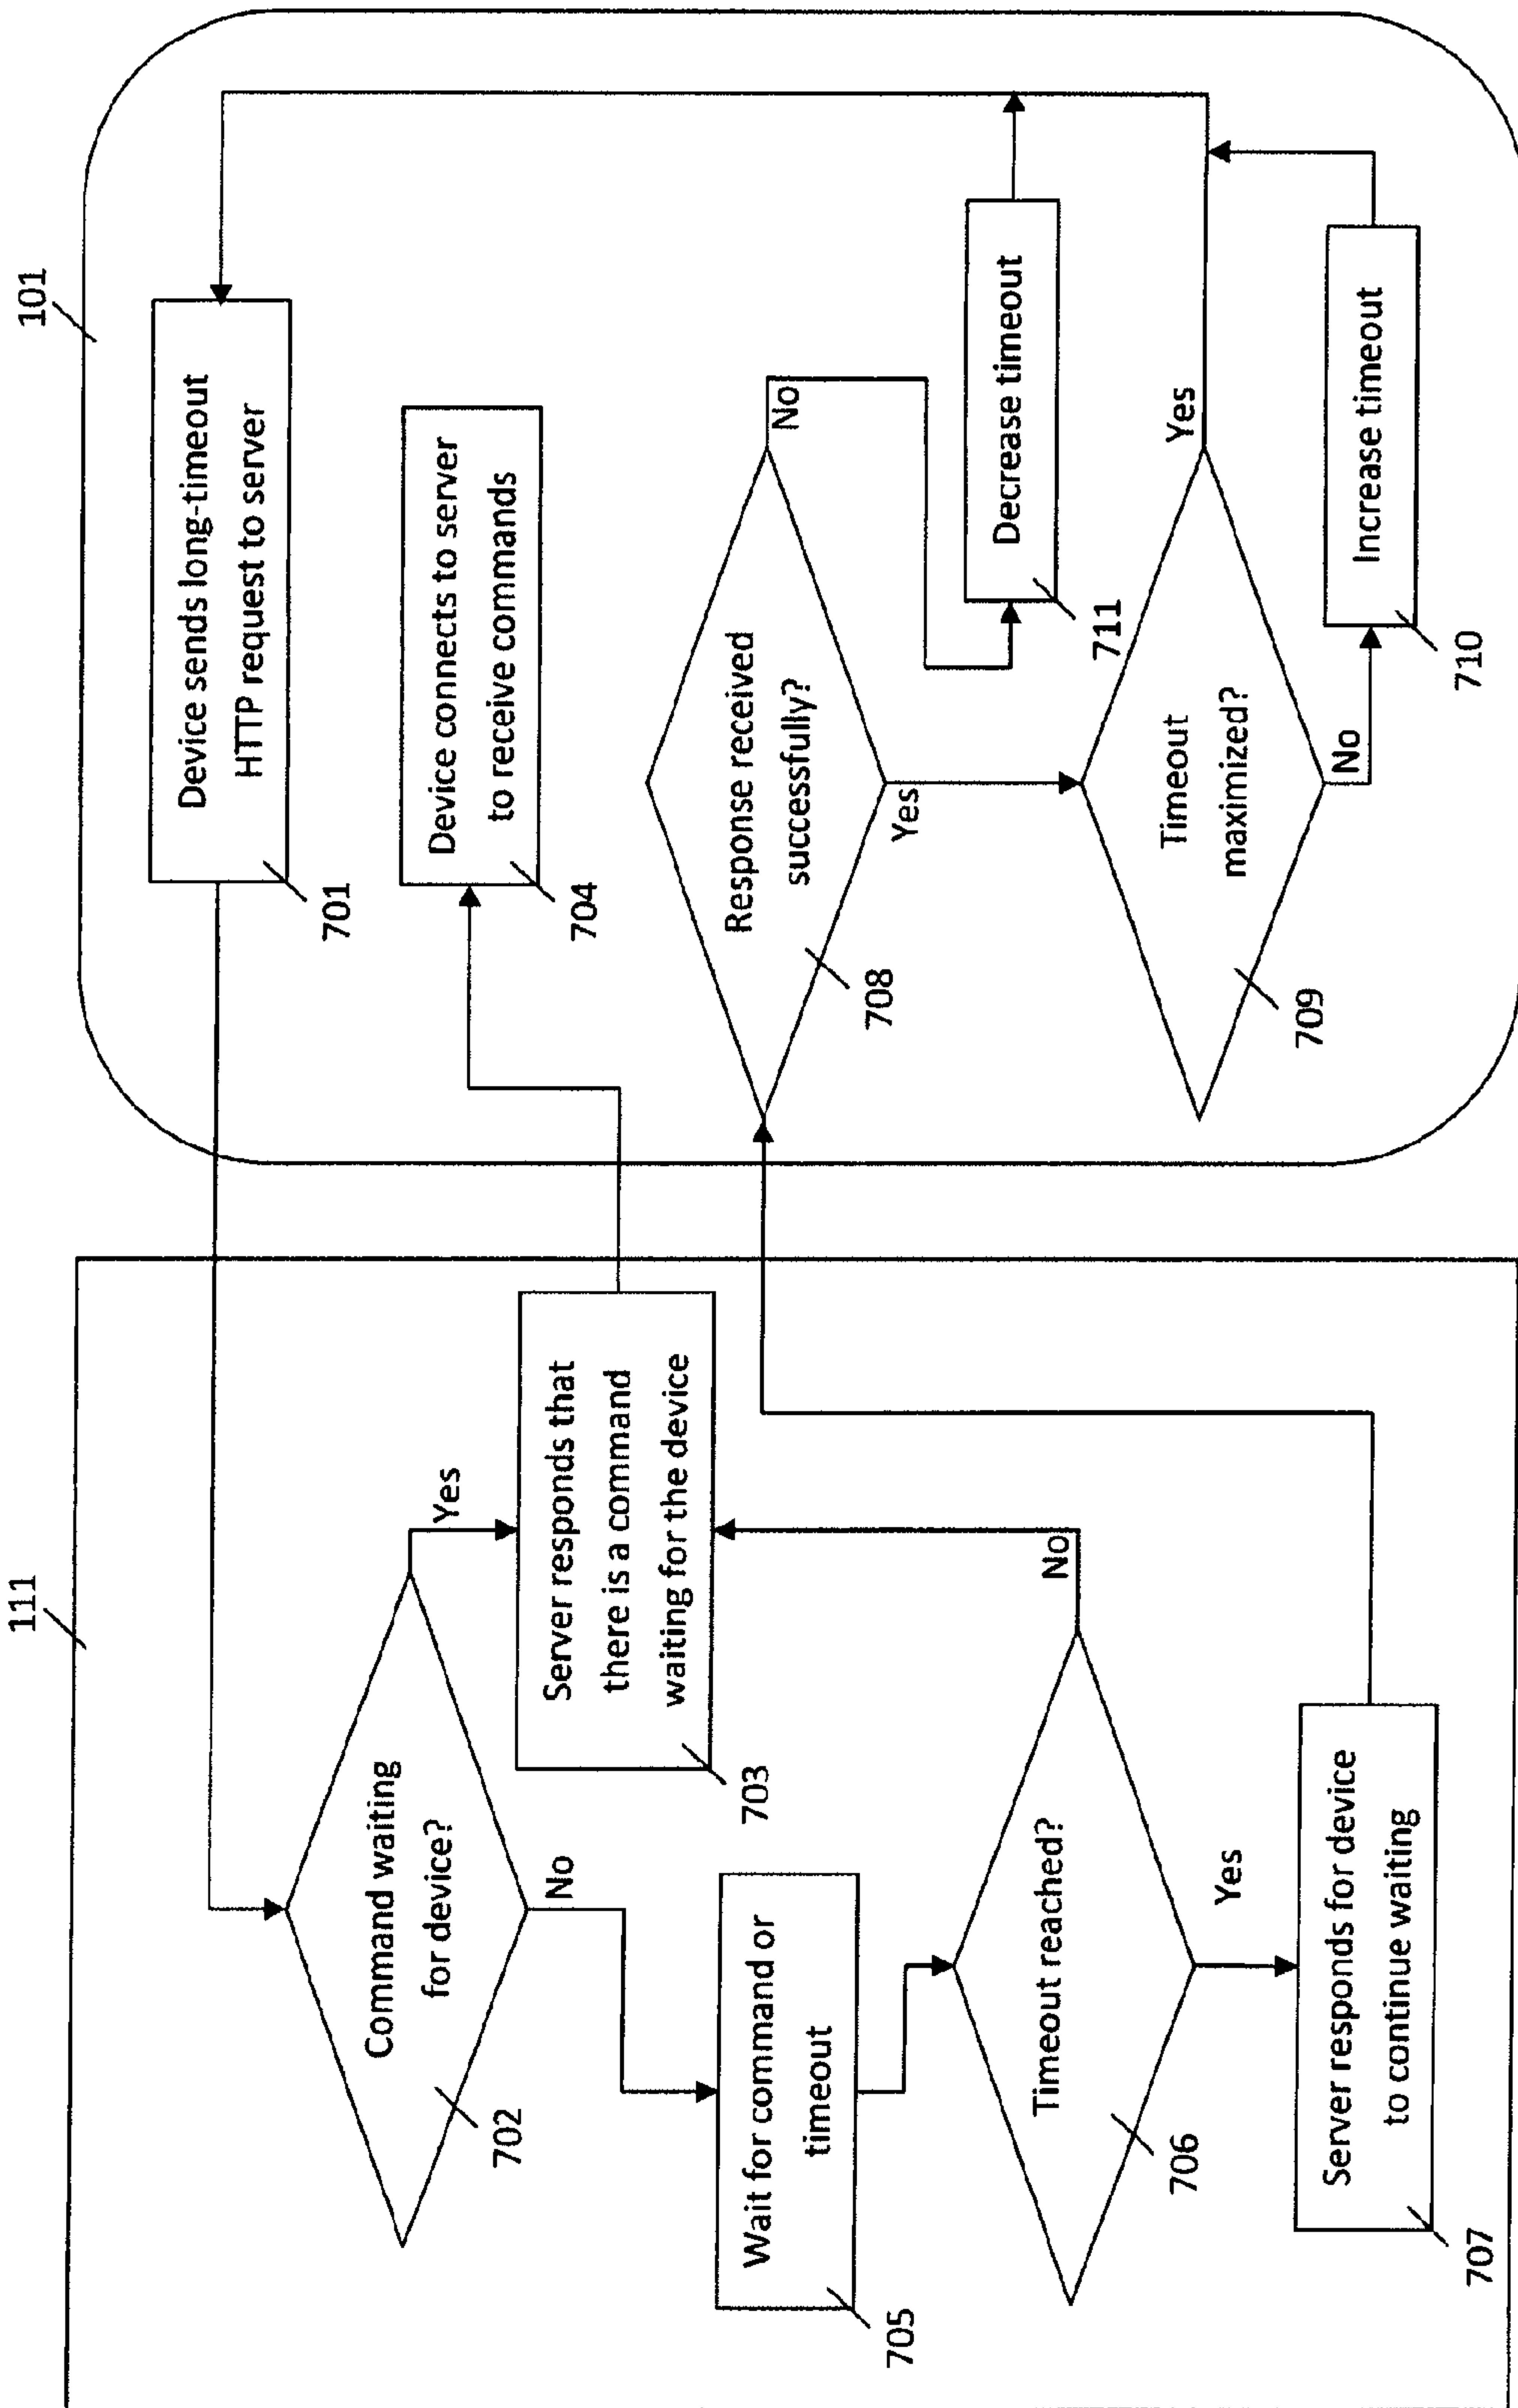 111
101
Device sends long-timeout
HTTP request to server
701
Command waiting
for device?
702
Yes
No
Server responds that
there is a command
waiting for the device
703
Device connects to server
to receive commands
704
Wait for command or
timeout
705
Timeout reached?
706
No
Yes
Server responds for device
to continue waiting
707
Response received
successfully?
708
No
Yes
Decrease timeout
711
Timeout
maximized?
709
Yes
No
Increase timeout
710